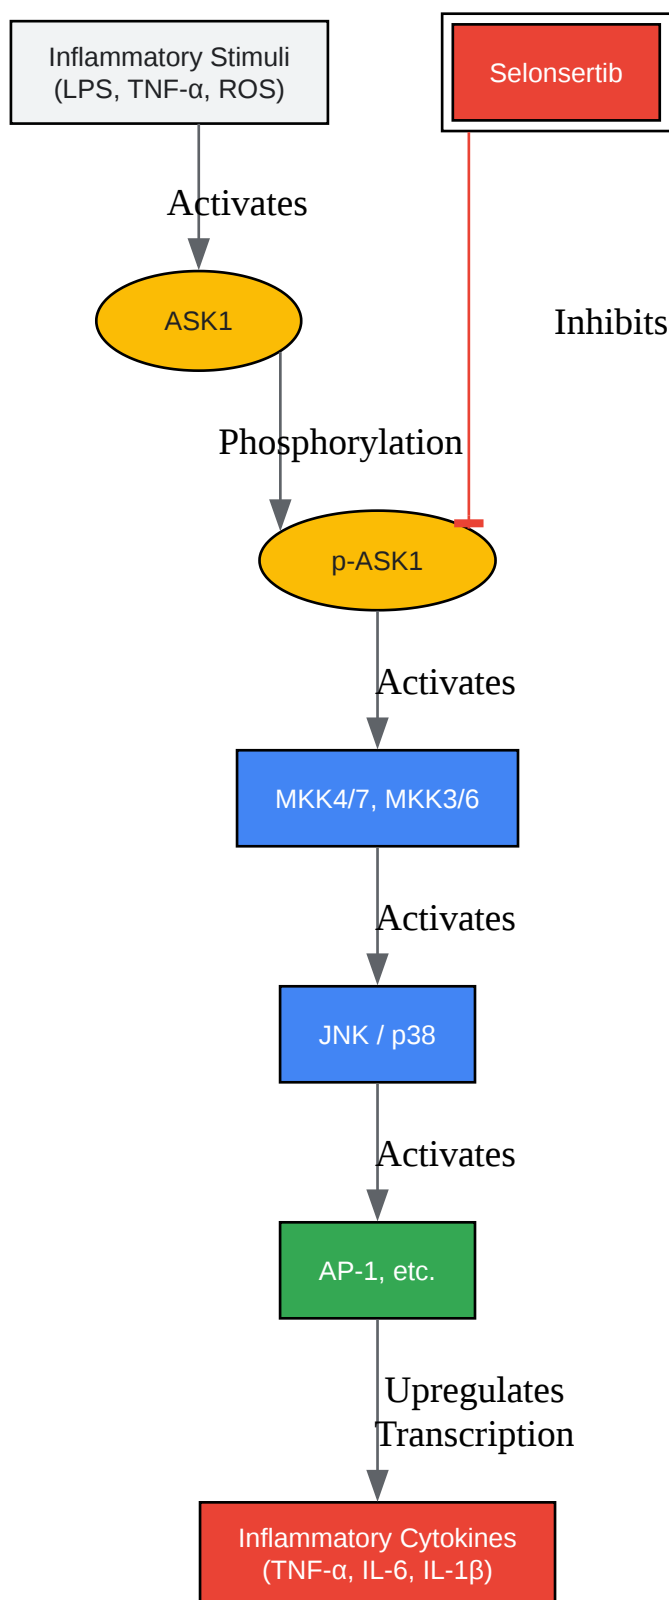 Inflammatory Stimuli
(LPS, TNF-α, ROS)
Selonsertib
Activates
ASK1
Inhibits
Phosphorylation
p-ASK1
Activates
MKK4/7, MKK3/6
Activates
JNK / p38
Activates
AP-1, etc.
Upregulates
Transcription
Inflammatory Cytokines
(TNF-α, IL-6, IL-1β)